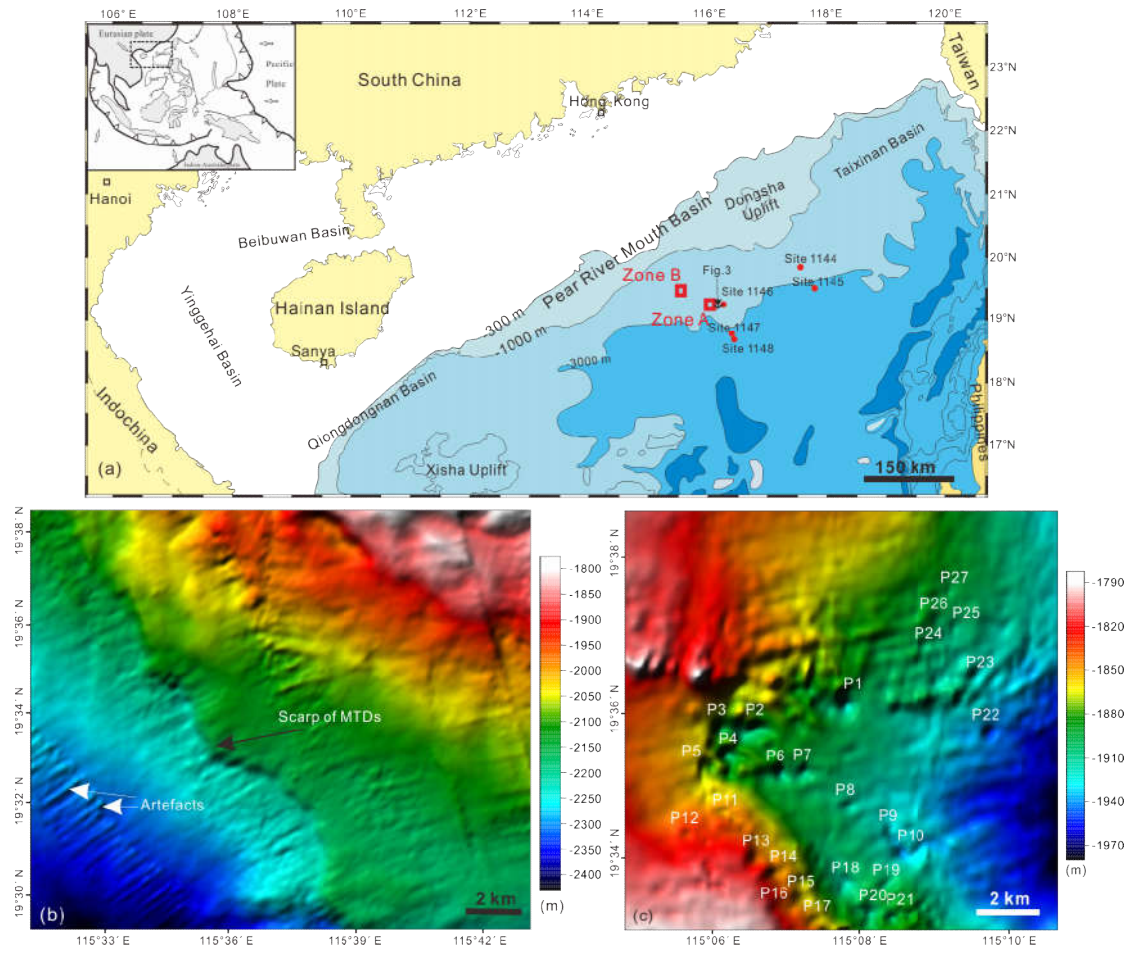 106°E 108°E 110°E 112°E 114°E 116°E 118°E 120°E
Eurasian plate
Pacific
Plate
South China
Hong Kong
Taiwan
23°N
22°N
21°N
20°N
19°N
18°N
17°N
Hanoi
Beibuwan Basin
Yinggehai Basin
Hainan Island
Sanya
Indochina
Qiongdongnan Basin
Xisha Uplift
Pear River Mouth Basin
Dongsha
Uplift
Taixinan Basin
-300 m
-1000 m
-3000 m
Zone B
Zone A
Fig.3
Site 1144
Site 1145
Site 1146
Site 1147
Site 1148
Philippines
150 km
(a)
19°38′ N
19°36′ N
19°34′ N
19°32′ N
19°30′ N
Scarp of MTDs
Artefacts
2 km
(b)
115°33′ E 115°36′ E 115°39′ E 115°42′ E
-1800
-1850
-1900
-1950
-2000
-2050
-2100
-2150
-2200
-2250
-2300
-2350
-2400
(m)
19°38′ N
19°36′ N
19°34′ N
P27
P26
P25
P24
P23
P22
P1
P3
P2
P4
P5
P6
P7
P8
P11
P12
P9
P10
P13
P14
P18
P19
P15
P16
P20
P21
P17
2 km
(c)
115°06′ E 115°08′ E 115°10′ E
-1790
-1820
-1850
-1880
-1910
-1940
-1970
(m)